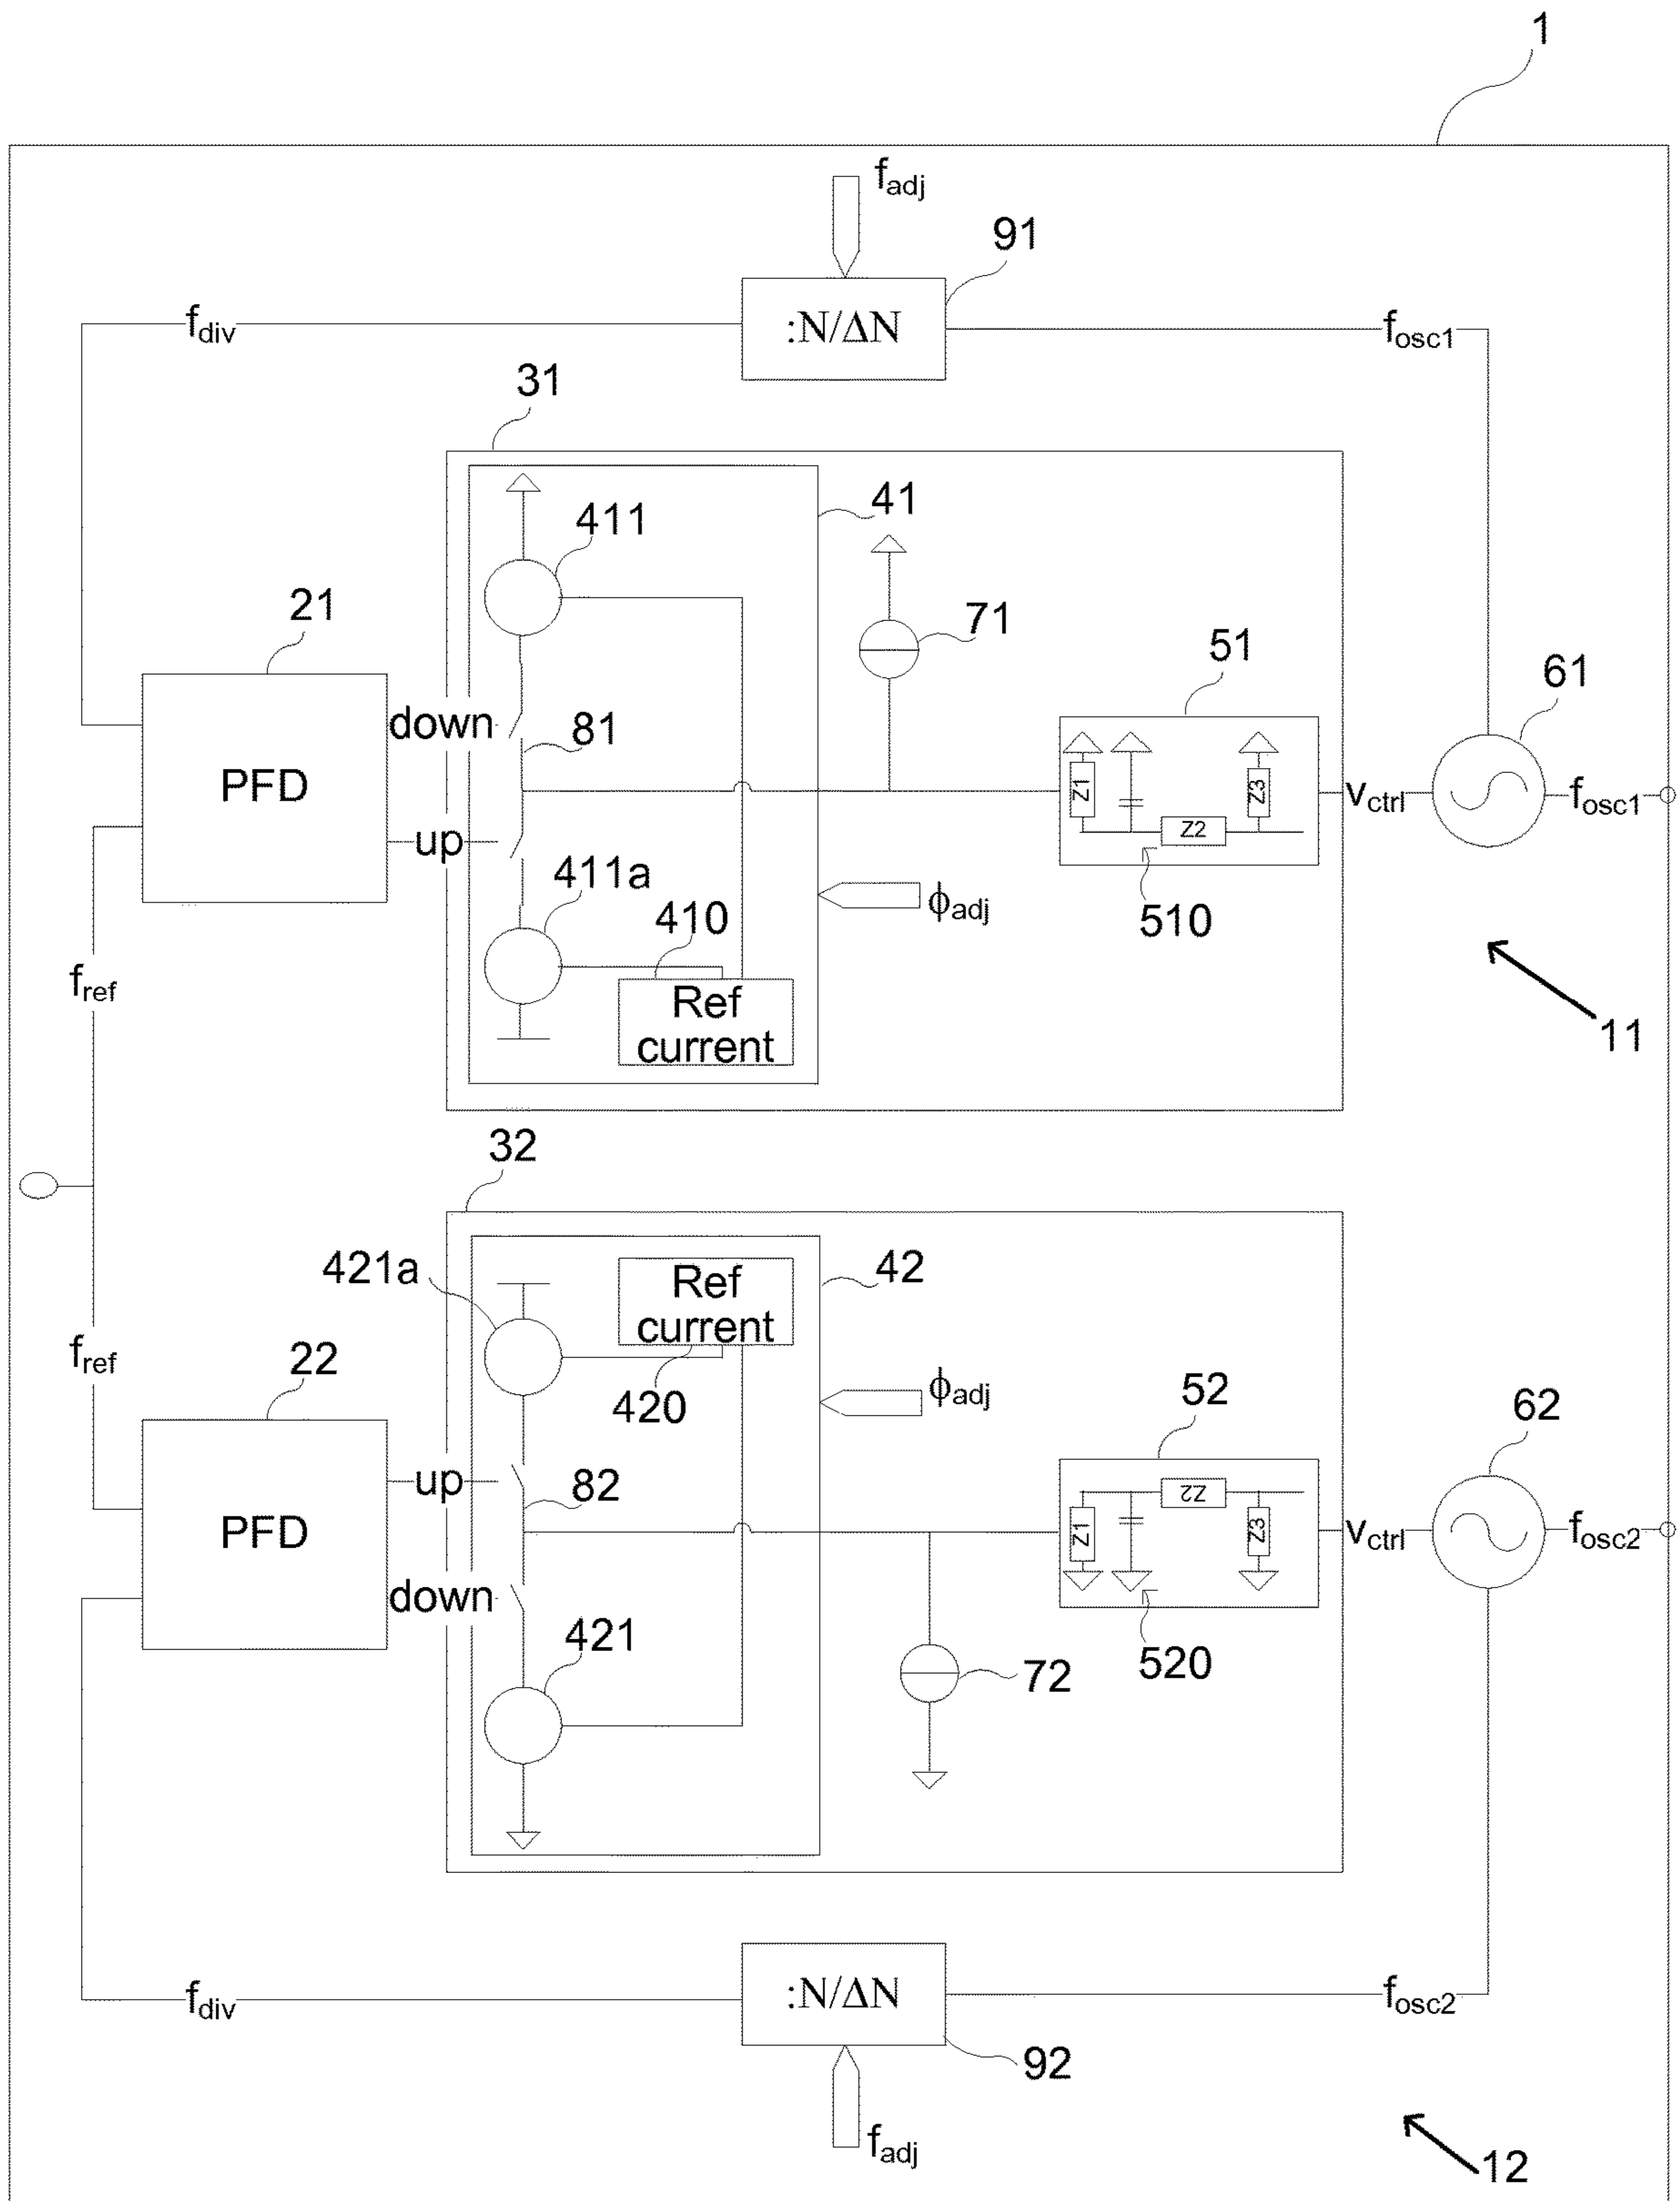 1
fadj
91
:N/ΔN
fdiv
fosc1
31
41
411
21
71
51
61
down
81
PFD
Z1
Z3
Z2
vctrl
fosc1
up
411a
ϕadj
510
410
fref
Ref
current
11
32
421a
42
Ref
current
fref
22
420
ϕadj
52
62
up
82
Z2
PFD
Z1
Z3
vctrl
fosc2
down
421
72
520
:N/ΔN
fdiv
fosc2
92
fadj
12